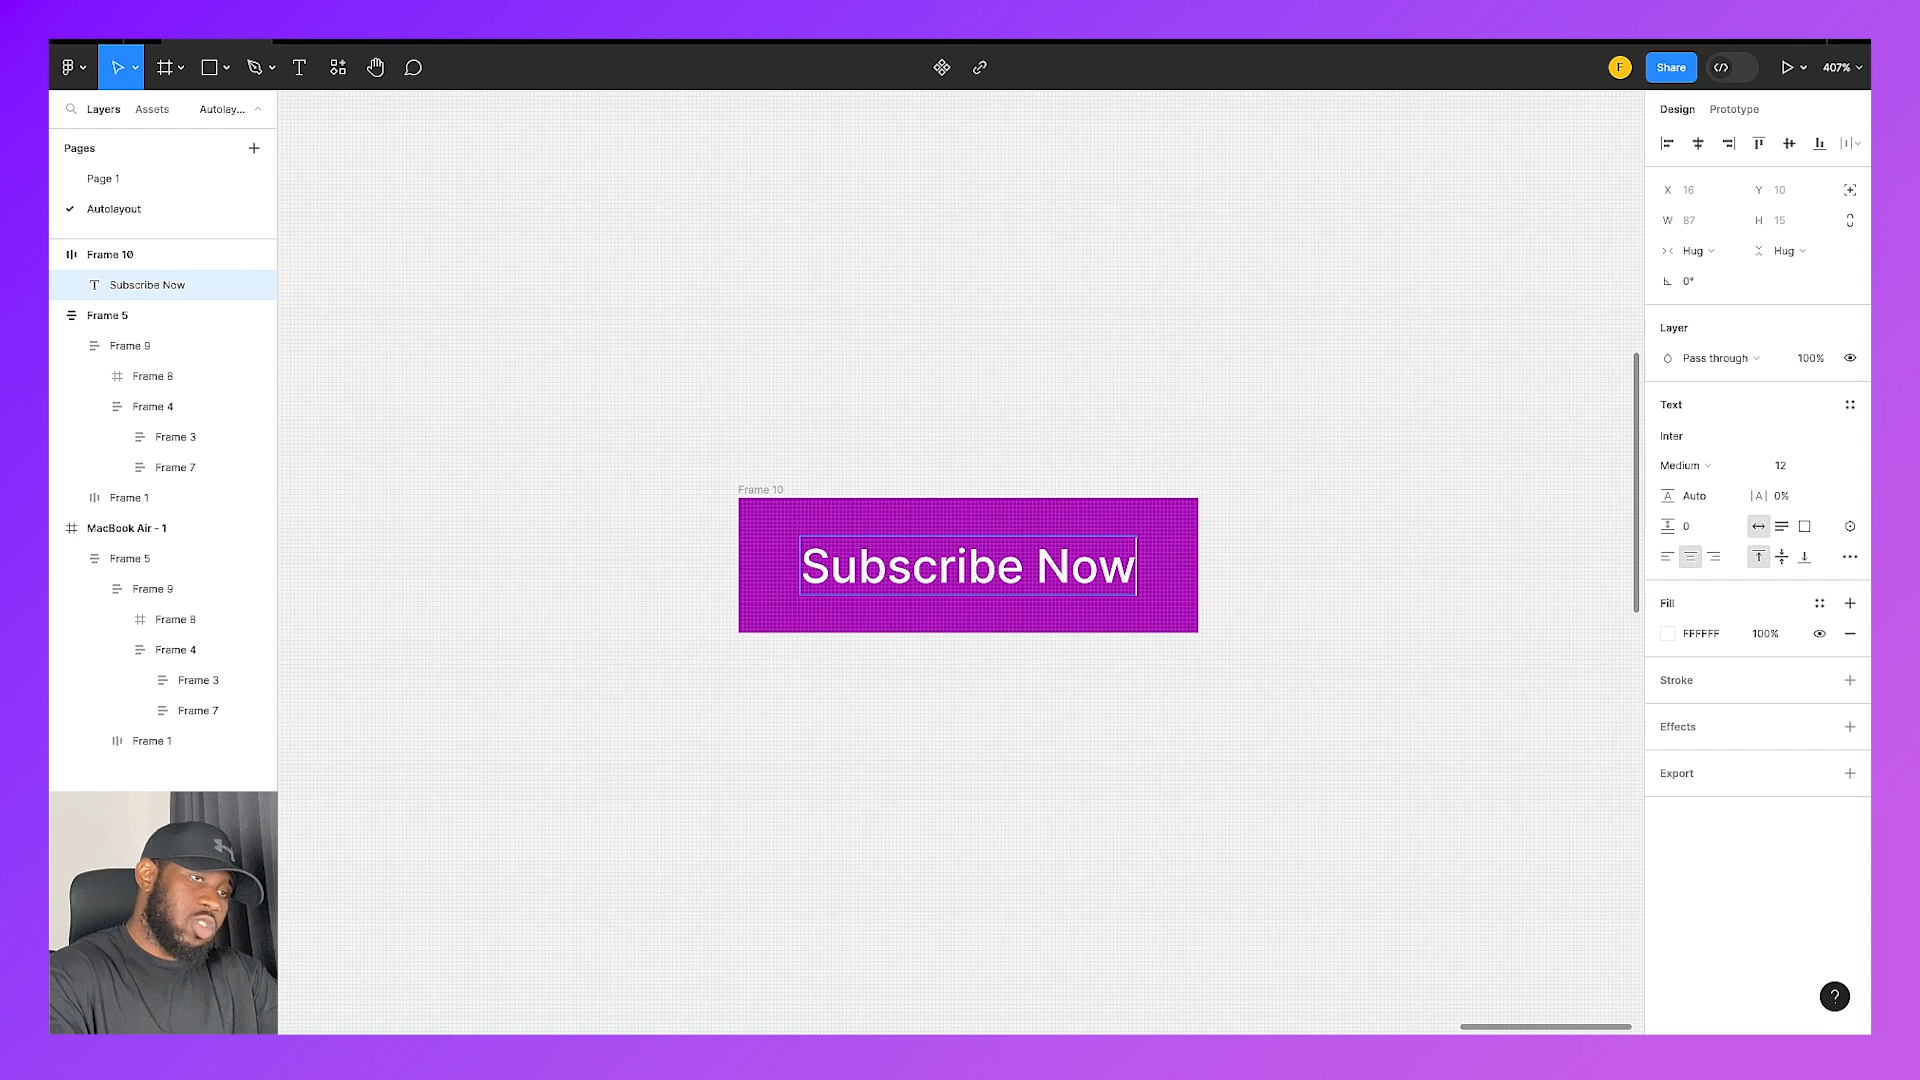 F
Share
407%
Layers
Assets
Autolay...
Pages
Page 1
Autolayout
Frame 10
Subscribe Now
Frame 5
Frame 9
Frame 8
Frame 4
Frame 3
Frame 7
Frame 1
MacBook Air - 1
Frame 5
Frame 9
Frame 8
Frame 4
Frame 3
Frame 7
Frame 1
Frame 10
Subscribe Now
Design Prototype
X 16 Y 10
W 87 H 15
Hug Hug
0°
Layer
Pass through 100%
Text
Inter
Medium 12
Auto |A| 0%
0
Fill
FFFFFF 100%
Stroke
Effects
Export
?